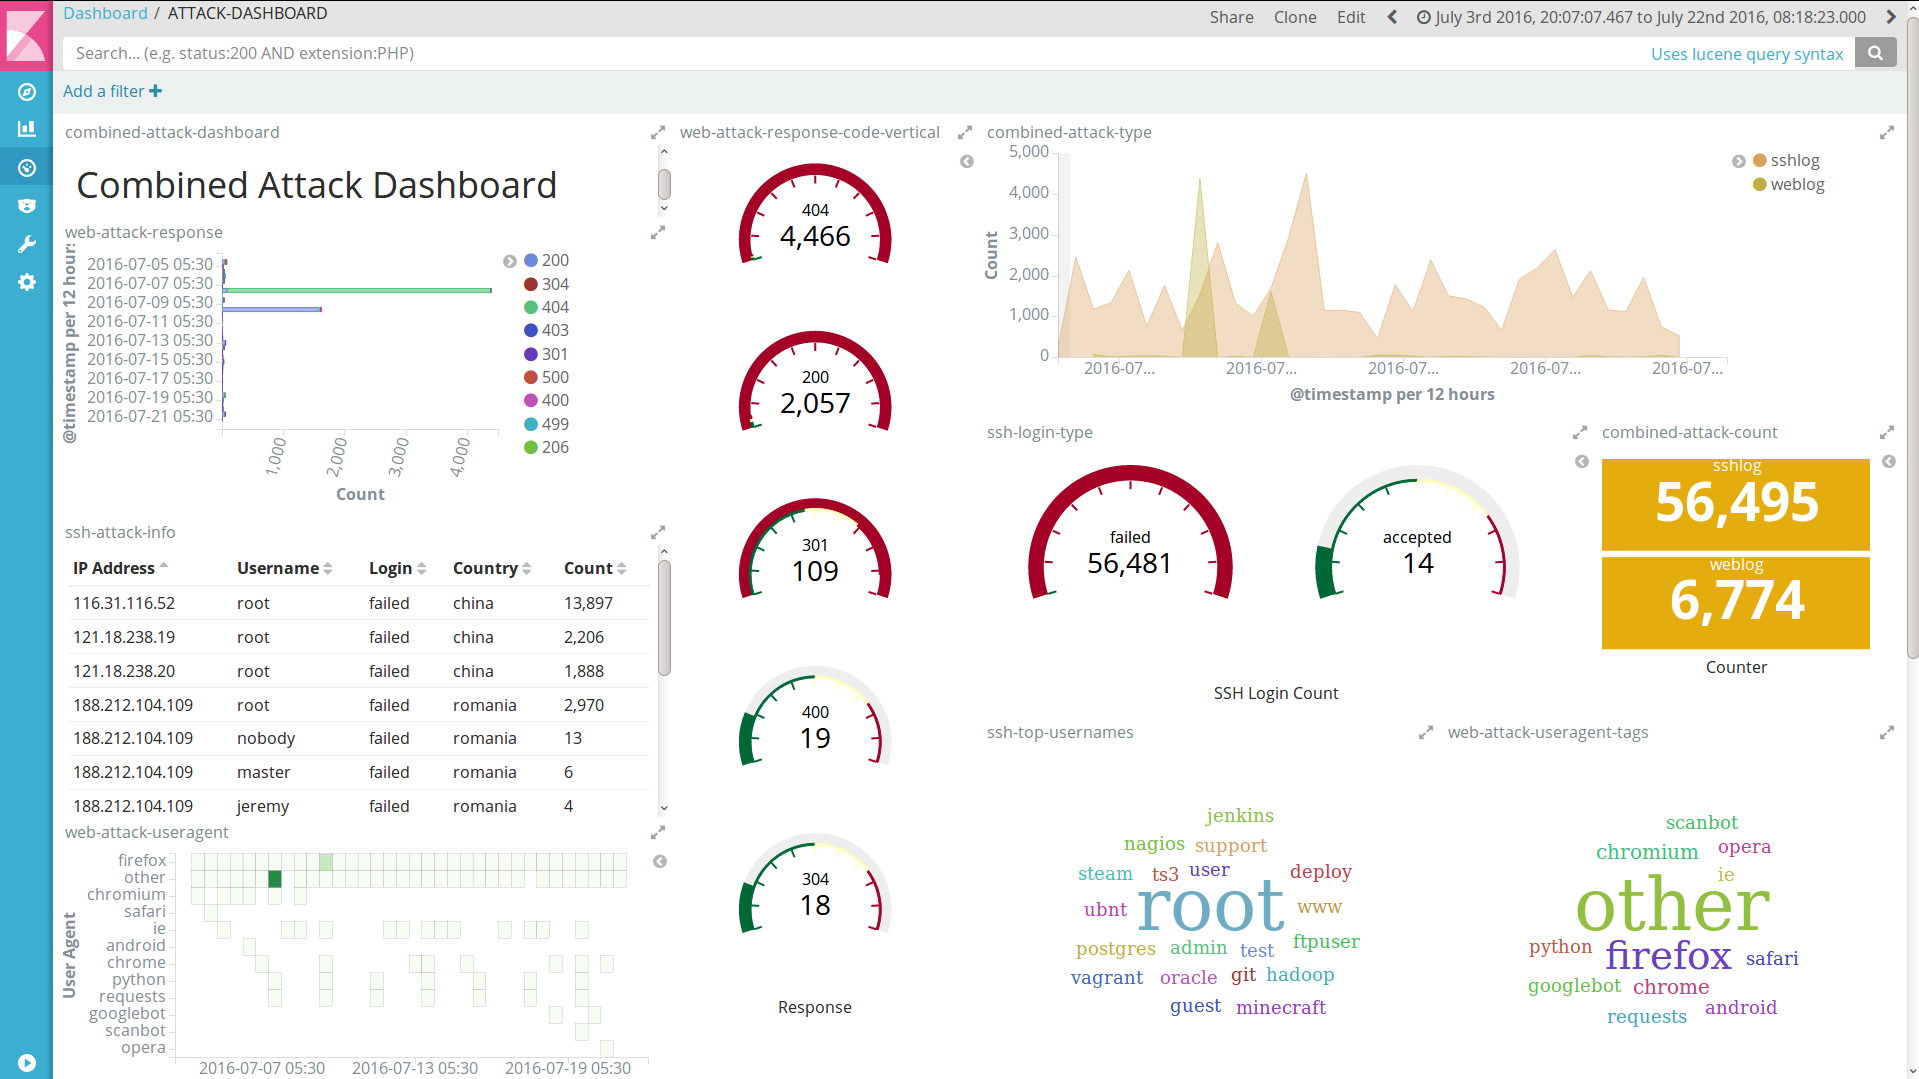 Dashboard / ATTACK-DASHBOARD
Share Clone Edit July 3rd 2016, 20:07:07.467 to July 22nd 2016, 08:18:23.000
Search... (e.g. status:200 AND extension:PHP)
Uses lucene query syntax
Add a filter
combined-attack-dashboard
Combined Attack Dashboard
web-attack-response
@timestamp per 12 hours
2016-07-05 05:30
2016-07-07 05:30
2016-07-09 05:30
2016-07-11 05:30
2016-07-13 05:30
2016-07-15 05:30
2016-07-17 05:30
2016-07-19 05:30
2016-07-21 05:30
1,000
2,000
3,000
4,000
Count
200
304
404
403
301
500
400
499
206
ssh-attack-info
IP Address Username Login Country Count
116.31.116.52 root failed china 13,897
121.18.238.19 root failed china 2,206
121.18.238.20 root failed china 1,888
188.212.104.109 root failed romania 2,970
188.212.104.109 nobody failed romania 13
188.212.104.109 master failed romania 6
188.212.104.109 jeremy failed romania 4
web-attack-useragent
User Agent
firefox
other
chromium
safari
ie
android
chrome
python
requests
googlebot
scanbot
opera
2016-07-07 05:30 2016-07-13 05:30 2016-07-19 05:30
web-attack-response-code-vertical
404
4,466
200
2,057
301
109
400
19
304
18
Response
combined-attack-type
Count
5,000
4,000
3,000
2,000
1,000
0
2016-07... 2016-07... 2016-07... 2016-07... 2016-07...
@timestamp per 12 hours
sshlog
weblog
ssh-login-type
failed
56,481
accepted
14
SSH Login Count
combined-attack-count
sshlog
56,495
weblog
6,774
Counter
ssh-top-usernames
jenkins
nagios support
steam ts3 user deploy
ubnt root www
postgres admin test ftpuser
vagrant oracle git hadoop
guest minecraft
web-attack-useragent-tags
scanbot
chromium opera
ie
other
python firefox safari
googlebot chrome
requests android